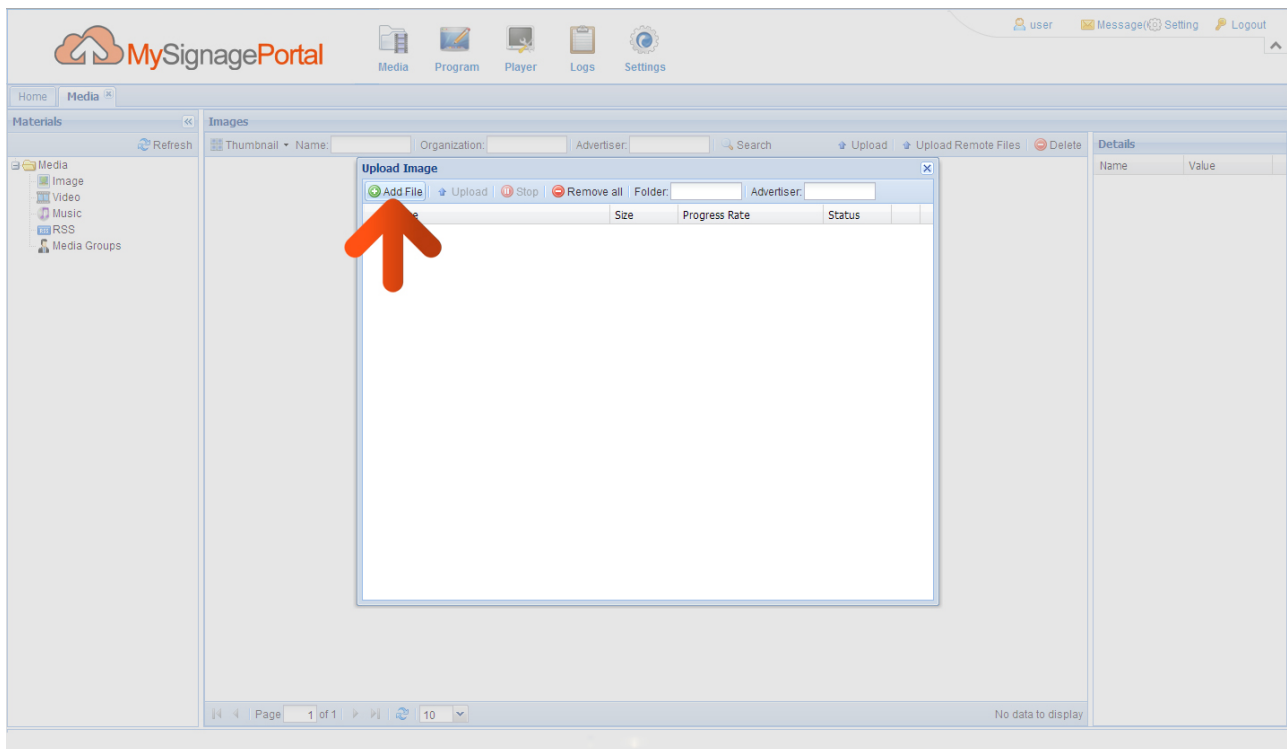 user Message( Setting Logout
MySignagePortal
Media Program Player Logs Settings
Home Media
Materials
Images
Refresh
Thumbnail Name: Organization: Advertiser: Search Upload Upload Remote Files Delete
Details
Name Value
Media
Image
Video
Music
RSS
Media Groups
Upload Image
Add File Upload Stop Remove all Folder: Advertiser:
Size Progress Rate Status
Page 1 of 1 10 No data to display